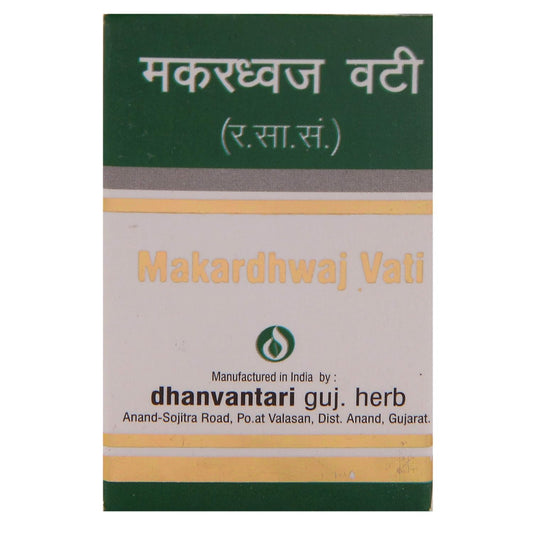 मकरध्वज वटी
(र.सा.सं.)
Makardhwaj Vati
Manufactured in India by :
dhanvantari guj. herb
Anand-Sojitra Road, Po.at Valasan, Dist. Anand, Gujarat.